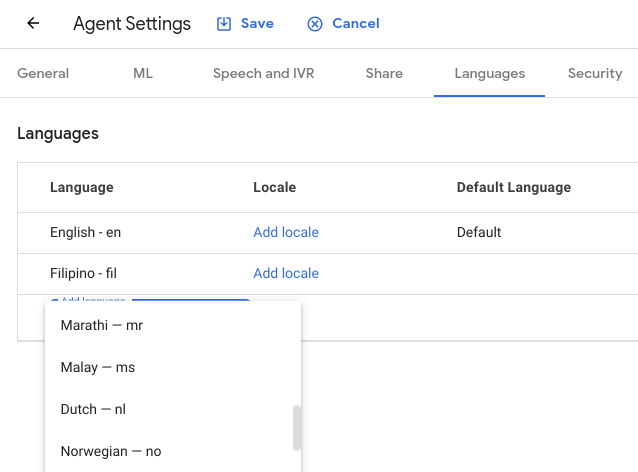 Agent Settings Save Cancel
General ML Speech and IVR Share Languages Security
Languages
Language Locale Default Language
English - en Add locale Default
Filipino - fil Add locale
Add language
Marathi — mr
Malay — ms
Dutch — nl
Norwegian — no